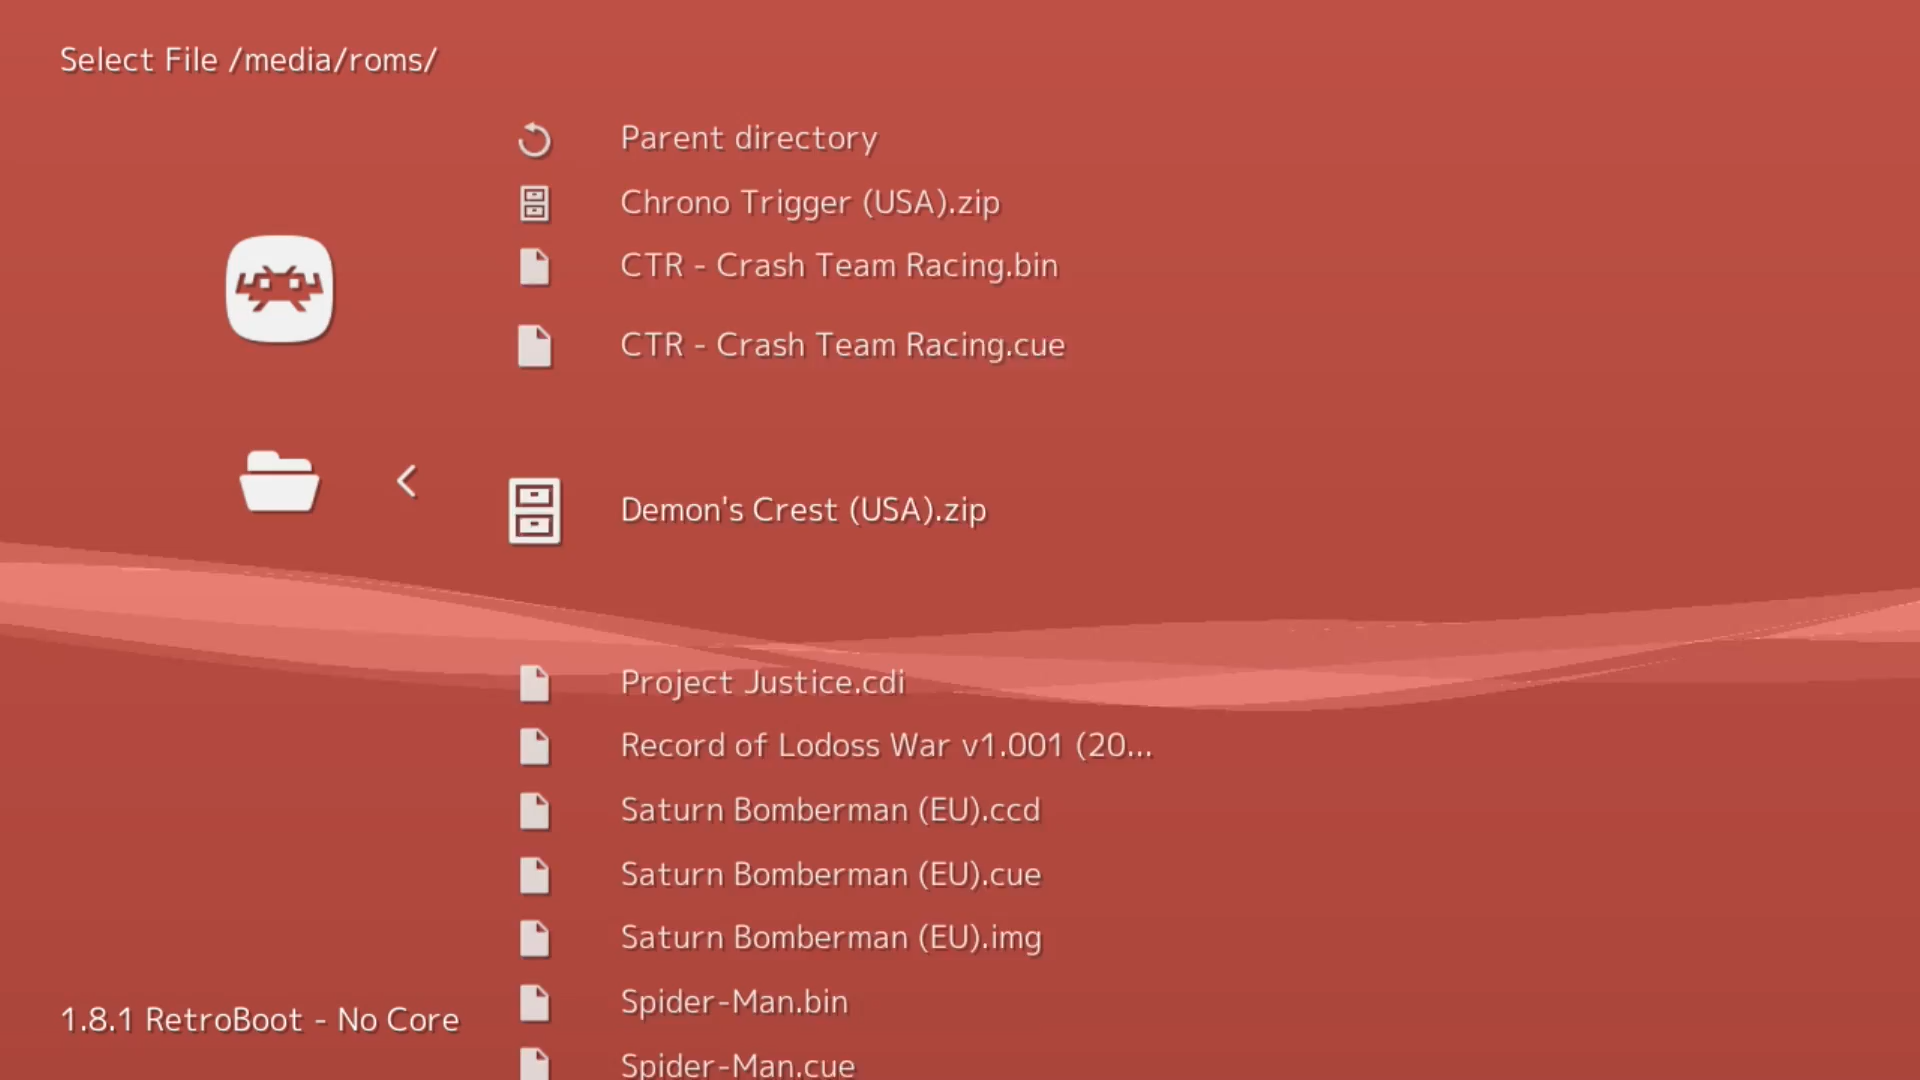 Select File /media/roms/
Parent directory
Chrono Trigger (USA).zip
CTR - Crash Team Racing.bin
CTR - Crash Team Racing.cue
Demon's Crest (USA).zip
Project Justice.cdi
Record of Lodoss War v1.001 (20...
Saturn Bomberman (EU).ccd
Saturn Bomberman (EU).cue
Saturn Bomberman (EU).img
Spider-Man.bin
1.8.1 RetroBoot - No Core
Spider-Man.cue